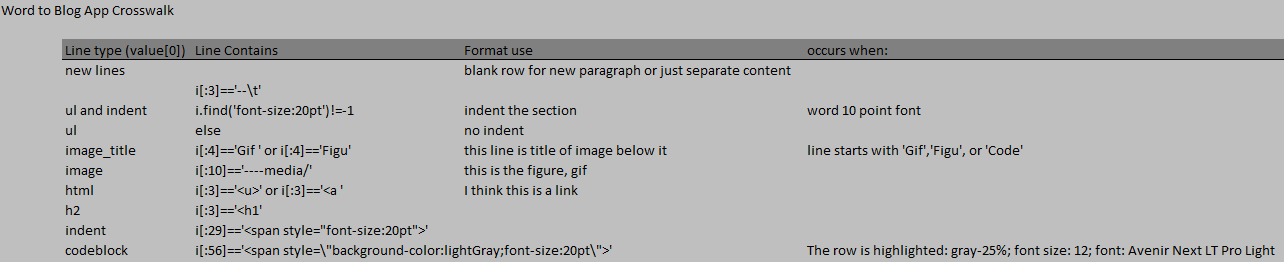 Word to Blog App Crosswalk
Line type (value[0]) Line Contains Format use occurs when:
new lines blank row for new paragraph or just separate content
i[:3]=='--\t'
ul and indent i.find('font-size:20pt')!=-1 indent the section word 10 point font
ul else no indent
image_title i[:4]=='Gif ' or i[:4]=='Figu' this line is title of image below it line starts with 'Gif','Figu', or 'Code'
image i[:10]=='----media/' this is the figure, gif
html i[:3]=='<u>' or i[:3]=='<a ' I think this is a link
h2 i[:3]=='<h1'
indent i[:29]=='<span style="font-size:20pt">'
codeblock i[:56]=='<span style=\"background-color:lightGray;font-size:20pt\">' The row is highlighted: gray-25%; font size: 12; font: Avenir Next LT Pro Light